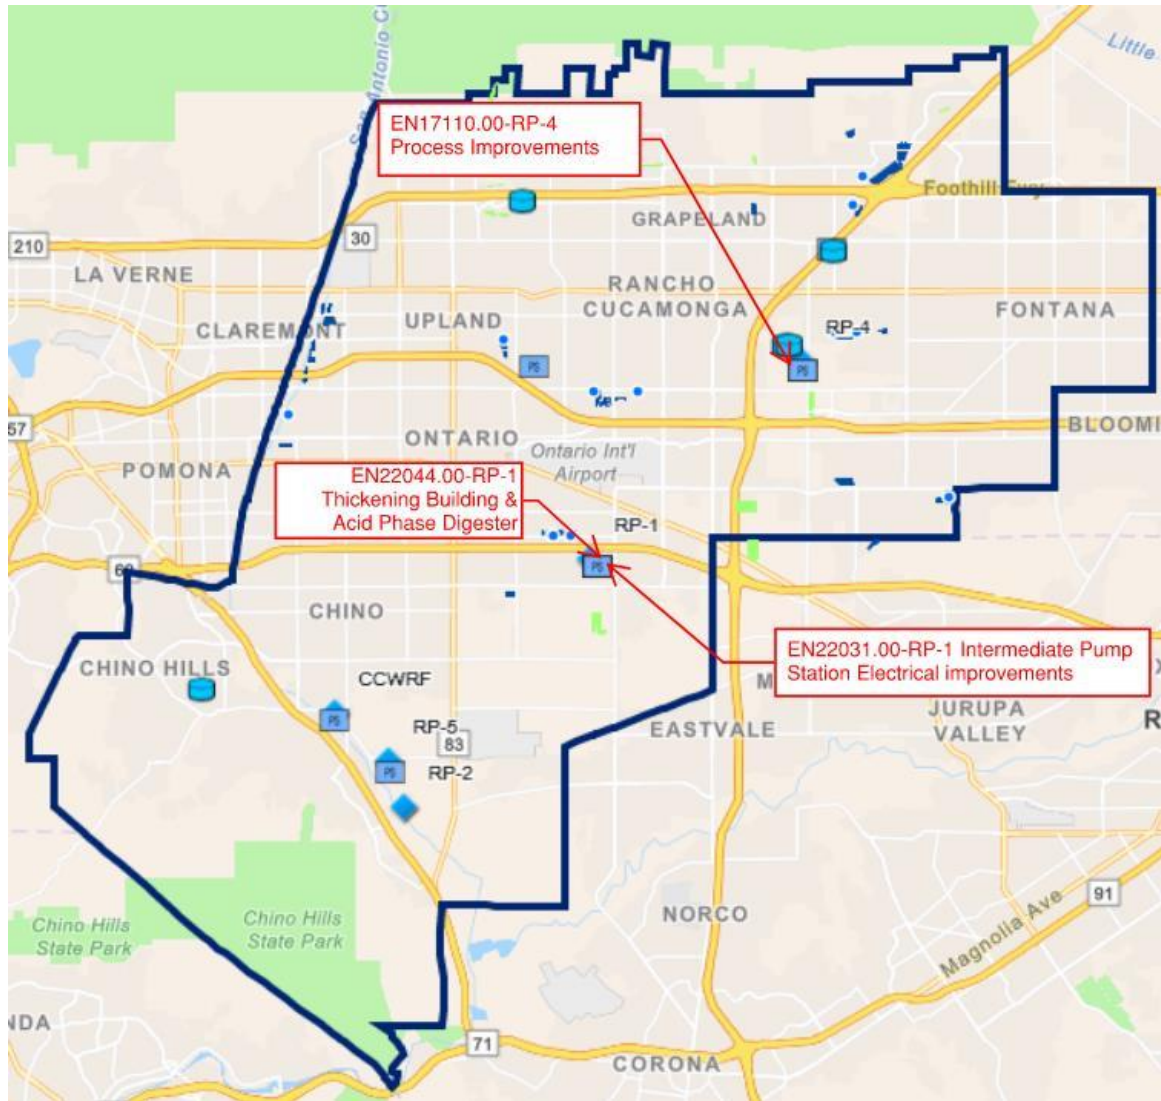 San Antonio
Little
EN17110.00-RP-4
Process Improvements
Foothill Fwy
GRAPELAND
30
210
LA VERNE
RANCHO
CUCAMONGA
FONTANA
UPLAND
CLAREMONT
RP-4
PS
PS
57
ONTARIO
BLOOMI
Ontario Int'l
Airport
POMONA
EN22044.00-RP-1
Thickening Building &
Acid Phase Digester
RP-1
PS
CHINO
EN22031.00-RP-1 Intermediate Pump
Station Electrical improvements
CHINO HILLS
CCWRF
PS
JURUPA
VALLEY
R
EASTVALE
RP-5
83
PS
RP-2
91
NORCO
Chino Hills
State Park
Chino Hills
State Park
Magnolia Ave
NDA
71
CORONA